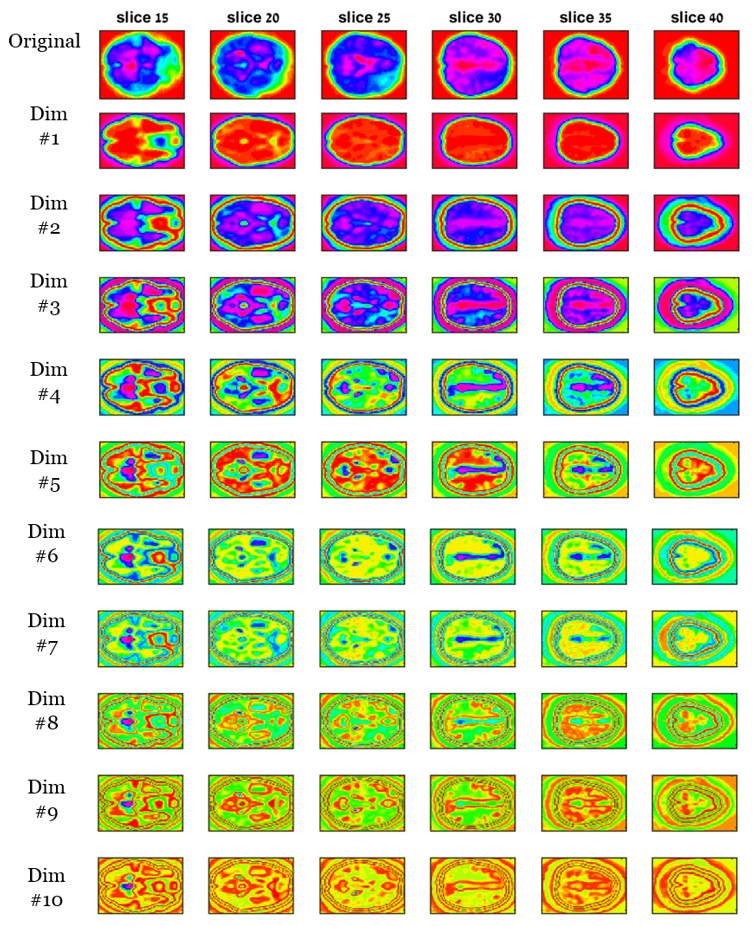 slice 15 slice 20 slice 25 slice 30 slice 35 slice 40
Original
Dim
#1
Dim
#2
Dim
#3
Dim
#4
Dim
#5
Dim
#6
Dim
#7
Dim
#8
Dim
#9
Dim
#10